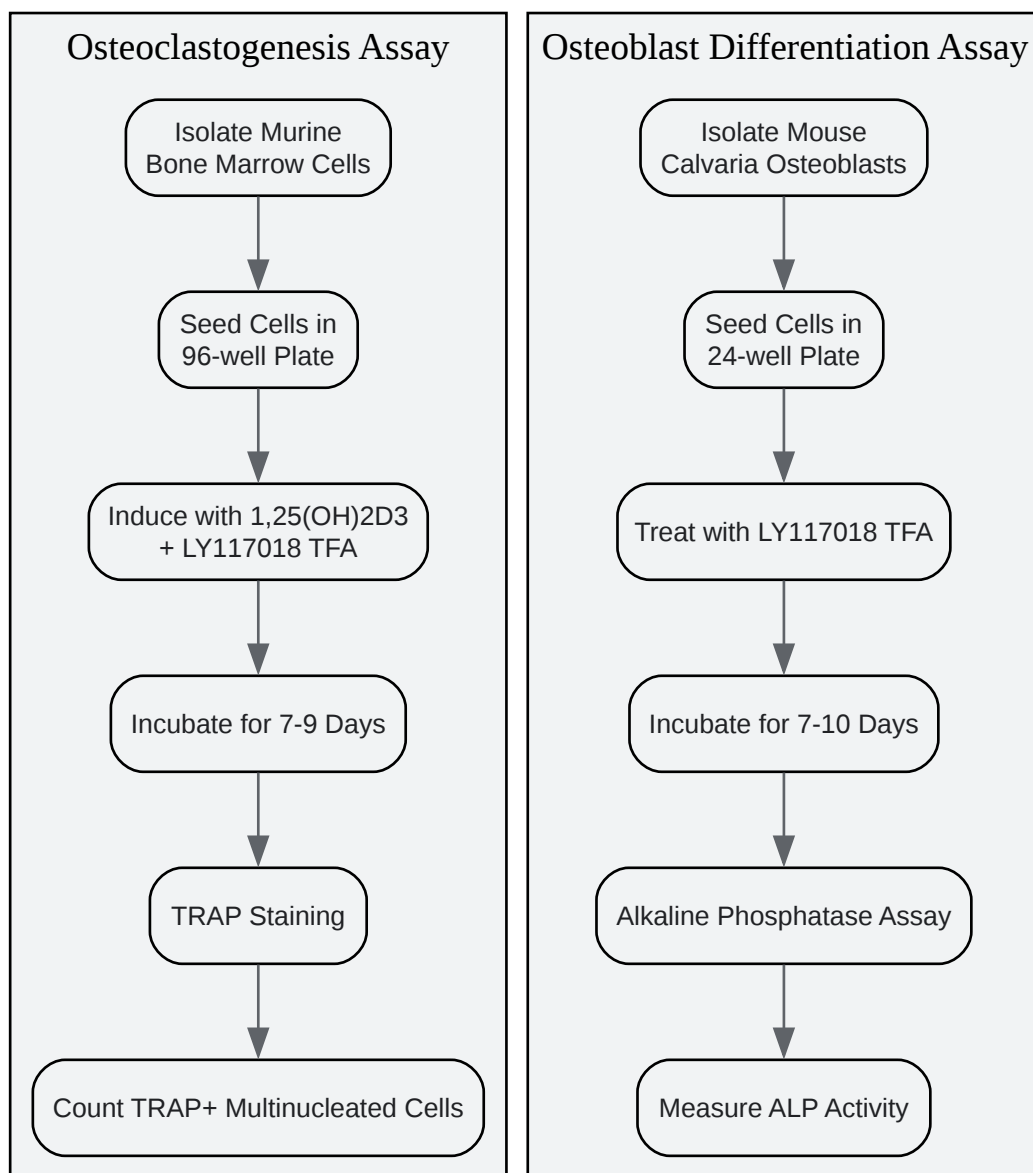 Osteoclastogenesis Assay
Isolate Murine
Bone Marrow Cells
Seed Cells in
96-well Plate
Induce with 1,25(OH)2D3
+ LY117018 TFA
Incubate for 7-9 Days
TRAP Staining
Count TRAP+ Multinucleated Cells
Osteoblast Differentiation Assay
Isolate Mouse
Calvaria Osteoblasts
Seed Cells in
24-well Plate
Treat with LY117018 TFA
Incubate for 7-10 Days
Alkaline Phosphatase Assay
Measure ALP Activity